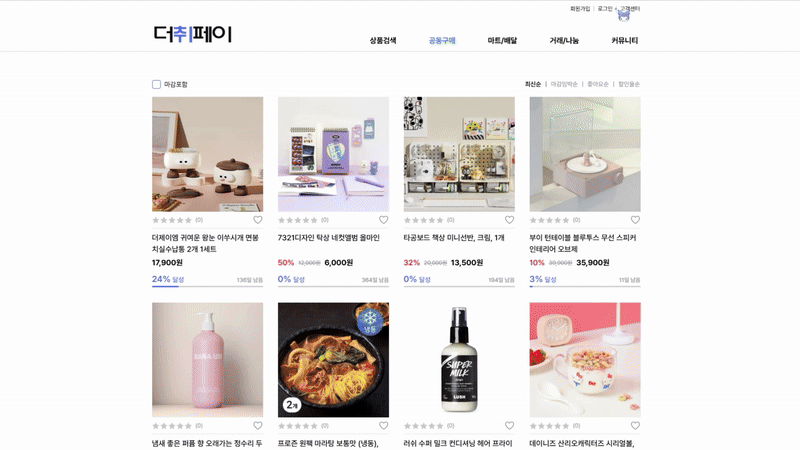 회원가입 | 로그인 고객센터
더취페이
상품검색 공동구매 마트/배달 거래/나눔 커뮤니티
마감포함 최신순 | 마감임박순 | 좋아요순 | 할인율순
(0) (0) (0) (0)
더제이엠 귀여운 왕눈 이쑤시개 면봉 치실수납통 2개 1세트
17,900원
24% 달성 136일 남음
7321디자인 탁상 네컷앨범 올마인
50% 12,000원 6,000원
0% 달성 364일 남음
타공보드 책상 미니선반, 크림, 1개
32% 20,000원 13,500원
0% 달성 194일 남음
부이 턴테이블 블루투스 무선 스피커 인테리어 오브제
10% 39,900원 35,900원
3% 달성 11일 남음
냉동
2개
SUPER MILK
LUSH
(0) (0) (0) (0)
냄새 좋은 퍼퓸 향 오래가는 정수리 두
프로즌 원팩 마라탕 보통맛 (냉동),
러쉬 수퍼 밀크 컨디셔닝 헤어 프라이
데이니즈 산리오캐릭터즈 시리얼볼,